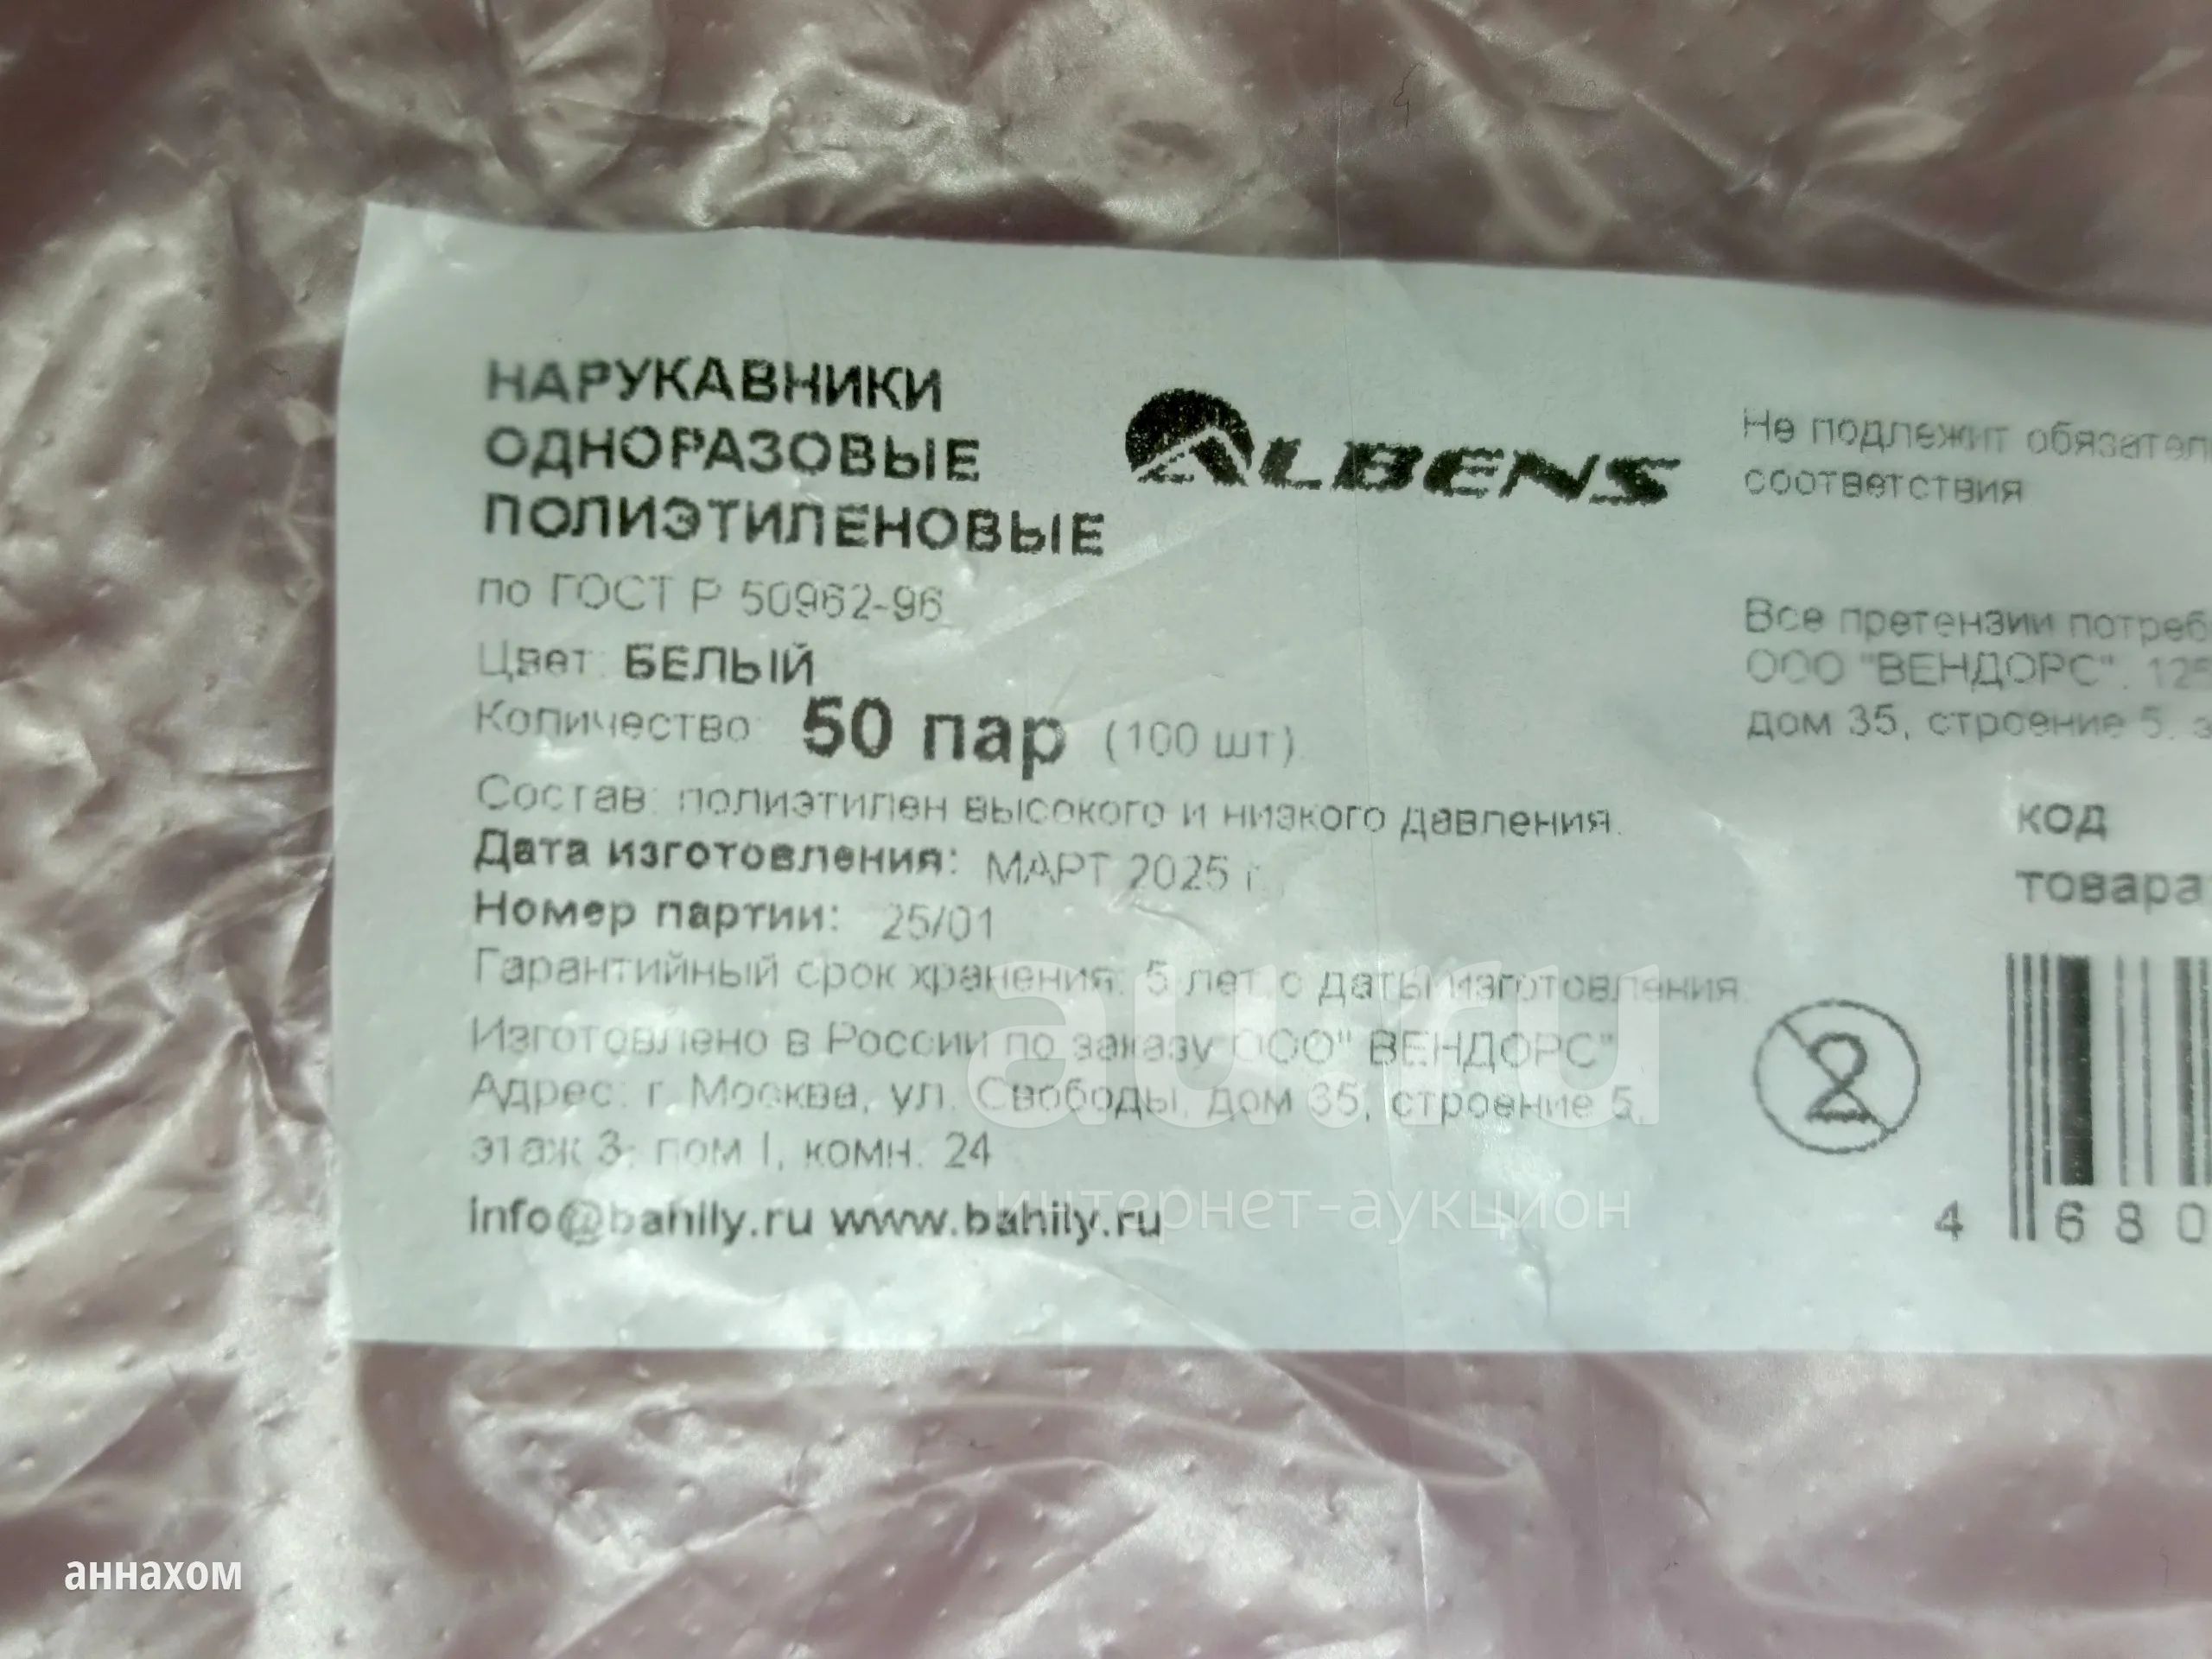 НАРУКАВНИКИ
ОДНОРАЗОВЫЕ
ПОЛИЭТИЛЕНОВЫЕ
по ГОСТ Р 50962-96
Цвет: БЕЛЫЙ
Количество: 50 пар (100 шт)
Состав: полиэтилен высокого и низкого давления.
Дата изготовления: МАРТ 2025 г.
Номер партии: 25/01
Гарантийный срок хранения: 5 лет с даты изготовления.
Изготовлено в России по заказу ООО" ВЕНДОРС",
Адрес: г. Москва, ул. Свободы, дом 35, строение 5,
этаж 3, пом I, комн. 24
info@bahily.ru www.bahily.ru
ALBENS
Не подлежит обязател
соответствия
Все претензии потреб
ООО "ВЕНДОРС", 125
дом 35, строение 5, э
код
товара
2
4 680
au.ru
интернет-аукцион
аннахом